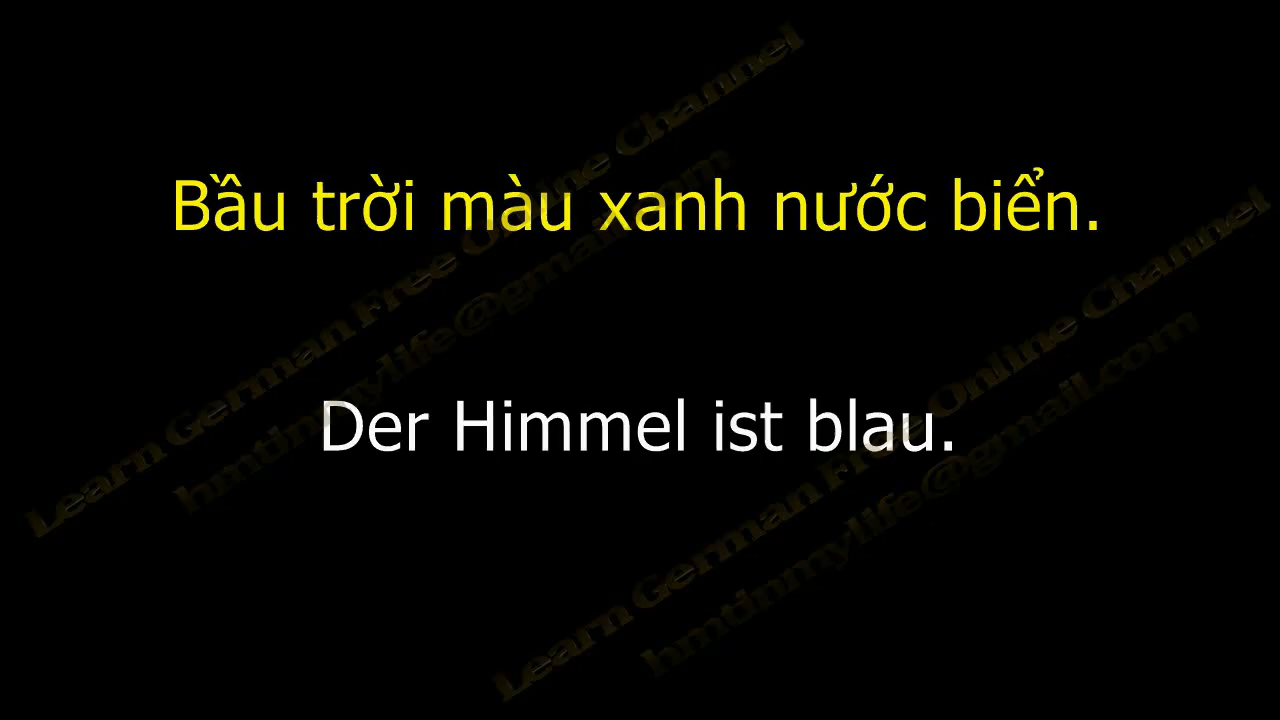 Bầu trời màu xanh nước biển.
Der Himmel ist blau.
Learn German Free Online Channel
hmtinmylife@gmail.com
Learn German Free Online Channel
hmtinmylife@gmail.com